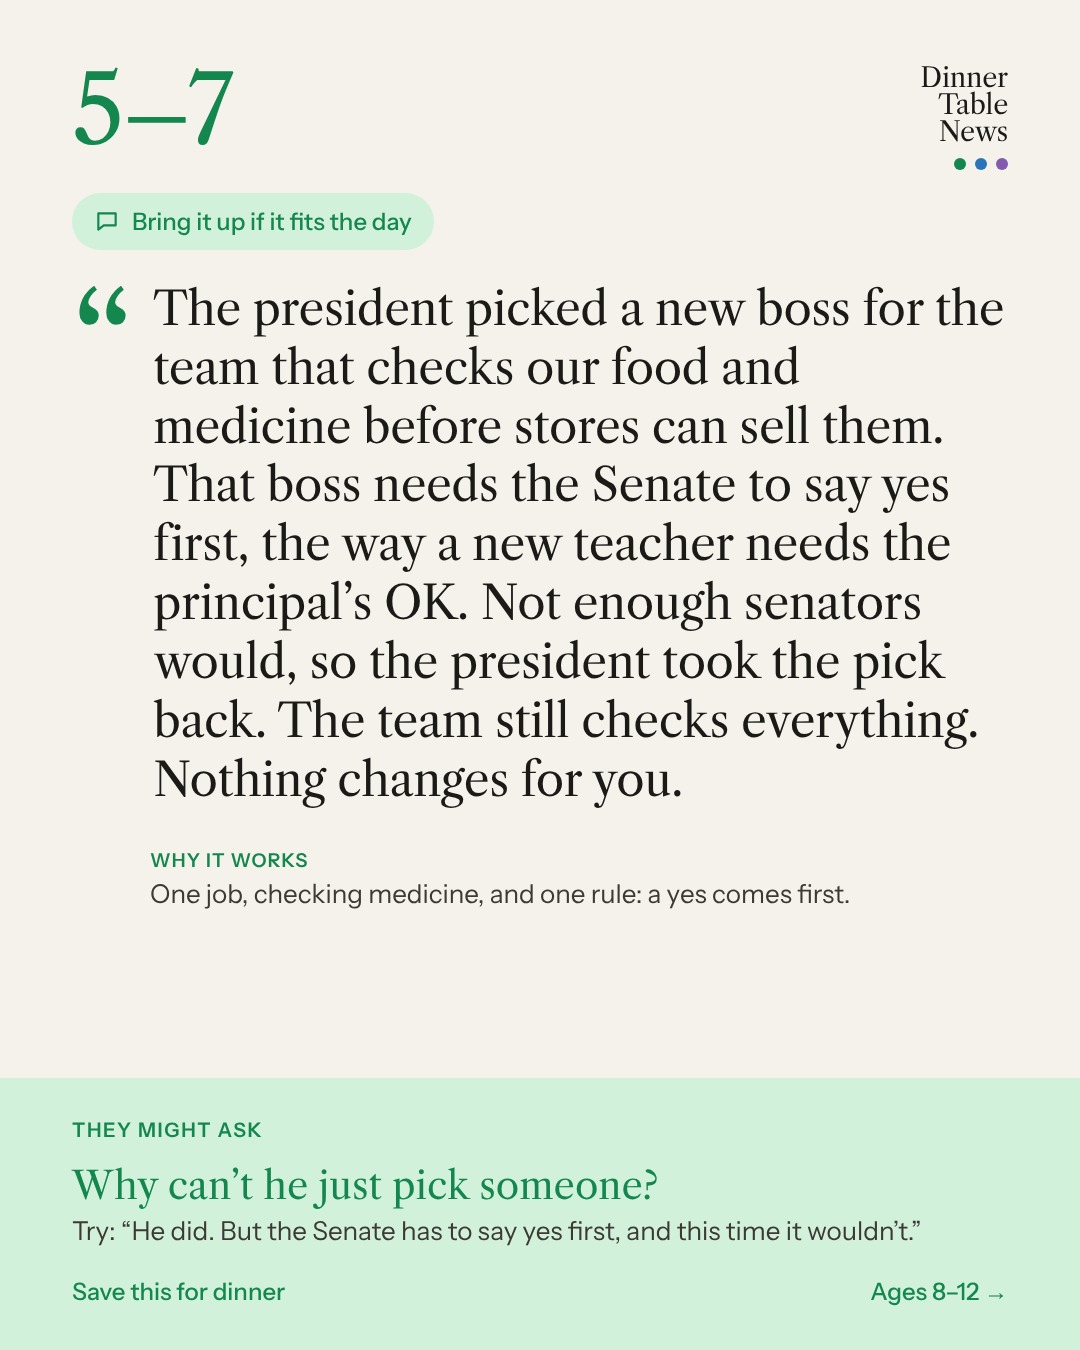 5–7
Dinner
Table
News
Bring it up if it fits the day
“The president picked a new boss for the
team that checks our food and
medicine before stores can sell them.
That boss needs the Senate to say yes
first, the way a new teacher needs the
principal’s OK. Not enough senators
would, so the president took the pick
back. The team still checks everything.
Nothing changes for you.
WHY IT WORKS
One job, checking medicine, and one rule: a yes comes first.
THEY MIGHT ASK
Why can’t he just pick someone?
Try: “He did. But the Senate has to say yes first, and this time it wouldn’t.”
Save this for dinner
Ages 8–12 →